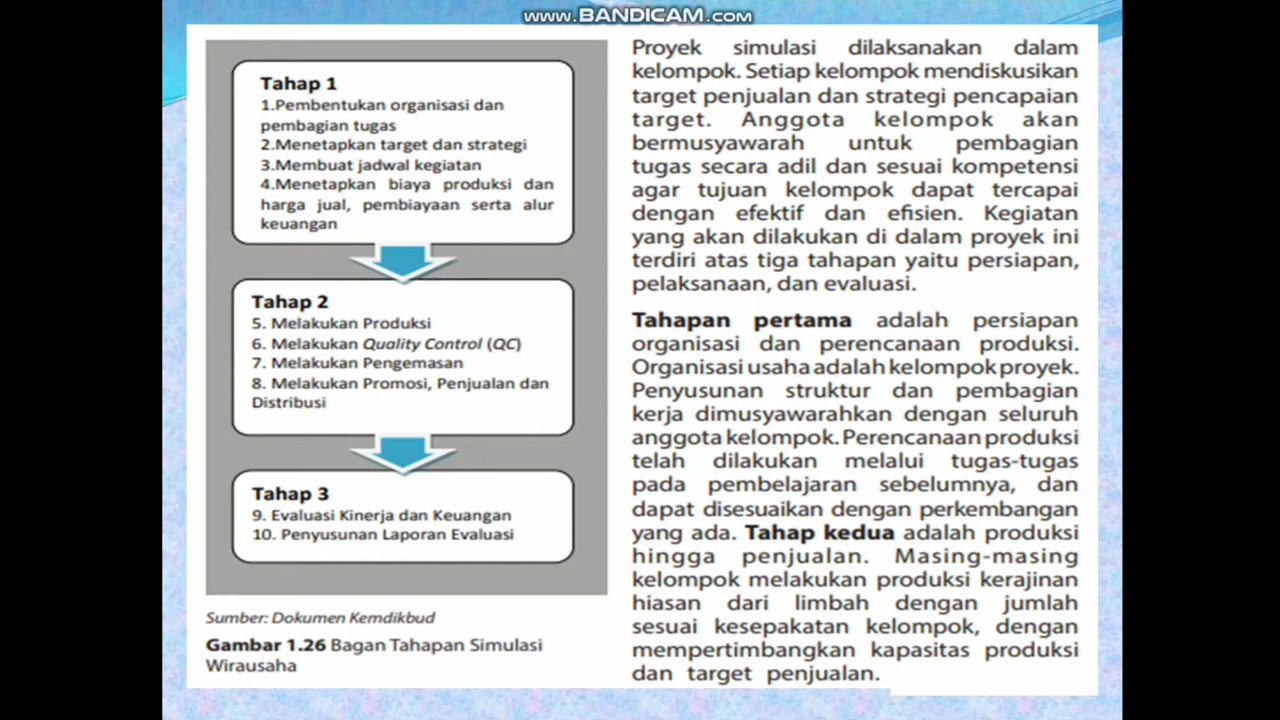 www.BANDICAM.com
Tahap 1
1.Pembentukan organisasi dan
pembagian tugas
2.Menetapkan target dan strategi
3.Membuat jadwal kegiatan
4.Menetapkan biaya produksi dan
harga jual, pembiayaan serta alur
keuangan
Tahap 2
5. Melakukan Produksi
6. Melakukan Quality Control (QC)
7. Melakukan Pengemasan
8. Melakukan Promosi, Penjualan dan
Distribusi
Tahap 3
9. Evaluasi Kinerja dan Keuangan
10. Penyusunan Laporan Evaluasi
Sumber: Dokumen Kemdikbud
Gambar 1.26 Bagan Tahapan Simulasi
Wirausaha
Proyek simulasi dilaksanakan dalam
kelompok. Setiap kelompok mendiskusikan
target penjualan dan strategi pencapaian
target. Anggota kelompok akan
bermusyawarah untuk pembagian
tugas secara adil dan sesuai kompetensi
agar tujuan kelompok dapat tercapai
dengan efektif dan efisien. Kegiatan
yang akan dilakukan di dalam proyek ini
terdiri atas tiga tahapan yaitu persiapan,
pelaksanaan, dan evaluasi.
Tahapan pertama adalah persiapan
organisasi dan perencanaan produksi.
Organisasi usaha adalah kelompok proyek.
Penyusunan struktur dan pembagian
kerja dimusyawarahkan dengan seluruh
anggota kelompok. Perencanaan produksi
telah dilakukan melalui tugas-tugas
pada pembelajaran sebelumnya, dan
dapat disesuaikan dengan perkembangan
yang ada. Tahap kedua adalah produksi
hingga penjualan. Masing-masing
kelompok melakukan produksi kerajinan
hiasan dari limbah dengan jumlah
sesuai kesepakatan kelompok, dengan
mempertimbangkan kapasitas produksi
dan target penjualan.